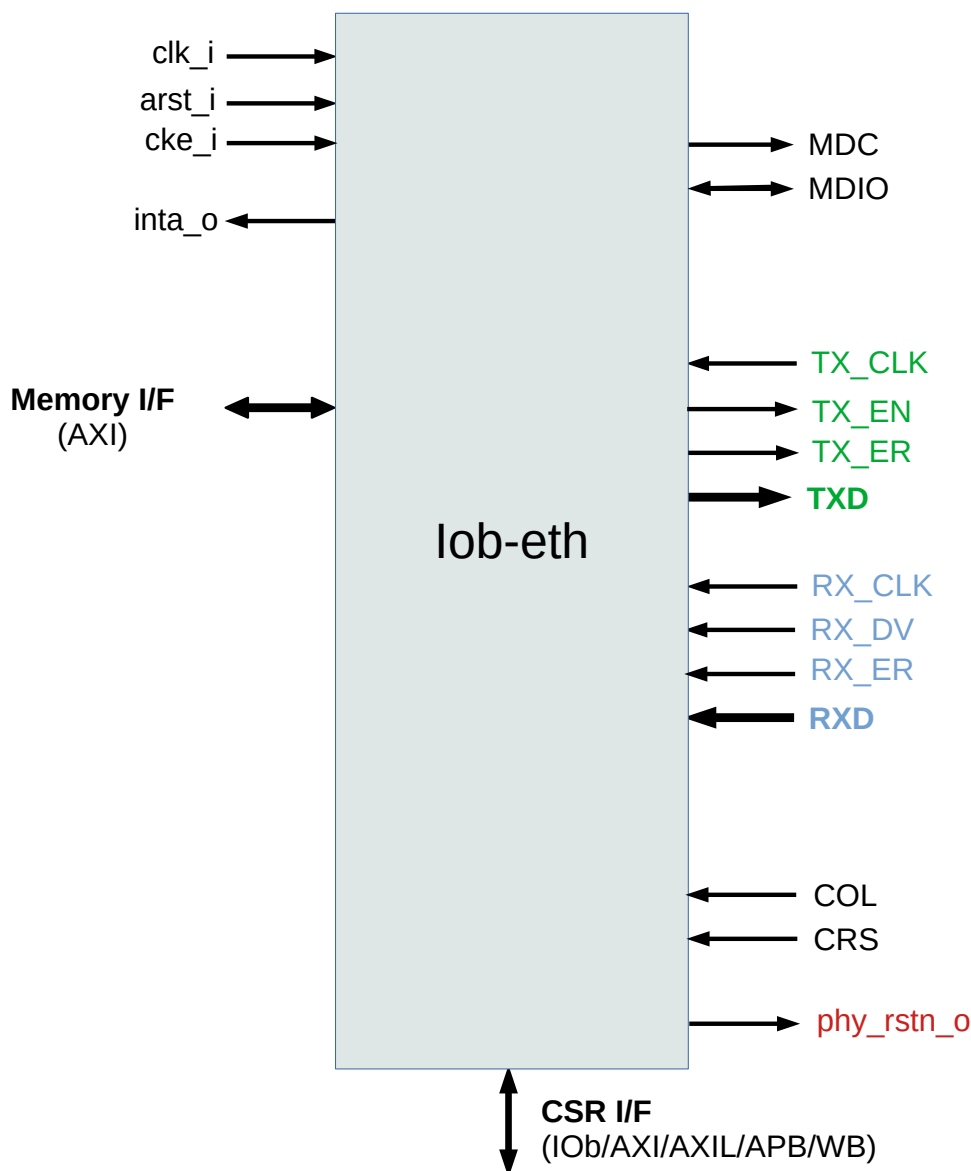 clk_i
arst_i
cke_i
inta_o
Memory I/F
(AXI)
Iob-eth
MDC
MDIO
TX_CLK
TX_EN
TX_ER
TXD
RX_CLK
RX_DV
RX_ER
RXD
COL
CRS
phy_rstn_o
CSR I/F
(IOb/AXI/AXIL/APB/WB)